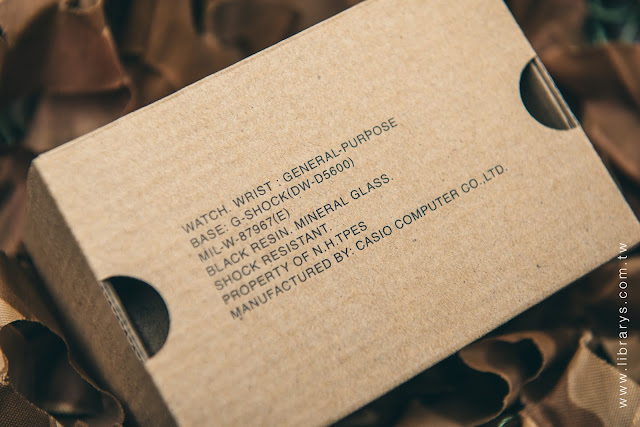 WATCH, WRIST : GENERAL-PURPOSE
BASE: G-SHOCK(DW-D5600)
MIL-W-87967(E)
BLACK RESIN. MINERAL GLASS.
SHOCK RESISTANT.
PROPERTY OF N.H.TPES
MANUFACTURED BY: CASIO COMPUTER CO.,LTD.
www.librarys.com.tw